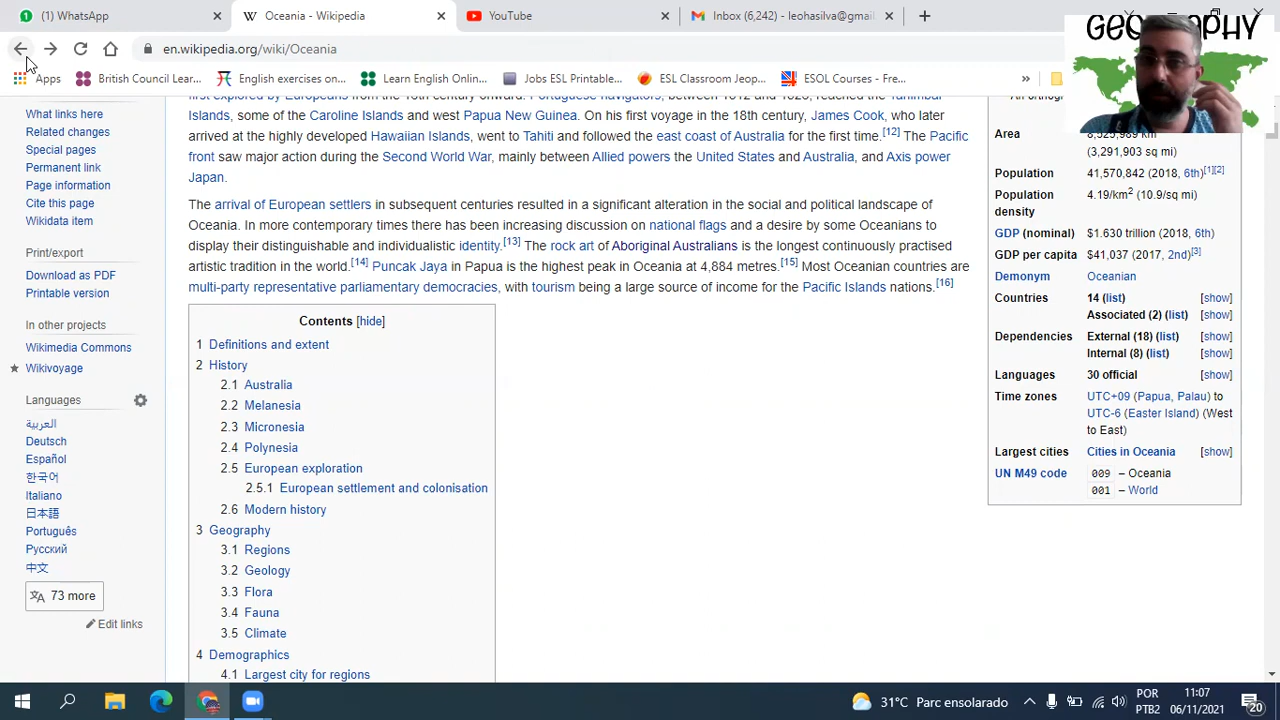 (1) WhatsApp
Oceania - Wikipedia
YouTube
Inbox (6,242) - leohasilva@gmail
en.wikipedia.org/wiki/Oceania
GEOGRAPHY
Apps
British Council Lear...
English exercises on...
Learn English Onlin...
Jobs ESL Printable...
ESL Classroom Jeop...
ESOL Courses - Fre...
»
What links here
Related changes
Special pages
Permanent link
Page information
Cite this page
Wikidata item
Print/export
Download as PDF
Printable version
In other projects
Wikimedia Commons
Wikivoyage
Languages
العربية
Deutsch
Español
한국어
Italiano
日本語
Português
Русский
中文
73 more
Edit links
Islands, some of the Caroline Islands and west Papua New Guinea. On his first voyage in the 18th century, James Cook, who later
arrived at the highly developed Hawaiian Islands, went to Tahiti and followed the east coast of Australia for the first time.[12] The Pacific
front saw major action during the Second World War, mainly between Allied powers the United States and Australia, and Axis power
Japan.
The arrival of European settlers in subsequent centuries resulted in a significant alteration in the social and political landscape of
Oceania. In more contemporary times there has been increasing discussion on national flags and a desire by some Oceanians to
display their distinguishable and individualistic identity.[13] The rock art of Aboriginal Australians is the longest continuously practised
artistic tradition in the world.[14] Puncak Jaya in Papua is the highest peak in Oceania at 4,884 metres.[15] Most Oceanian countries are
multi-party representative parliamentary democracies, with tourism being a large source of income for the Pacific Islands nations.[16]
Contents [hide]
1 Definitions and extent
2 History
2.1 Australia
2.2 Melanesia
2.3 Micronesia
2.4 Polynesia
2.5 European exploration
2.5.1 European settlement and colonisation
2.6 Modern history
3 Geography
3.1 Regions
3.2 Geology
3.3 Flora
3.4 Fauna
3.5 Climate
4 Demographics
4.1 Largest city for regions
Area 8,525,989 km²
(3,291,903 sq mi)
Population 41,570,842 (2018, 6th)[1][2]
Population density 4.19/km² (10.9/sq mi)
GDP (nominal) $1.630 trillion (2018, 6th)
GDP per capita $41,037 (2017, 2nd)[3]
Demonym Oceanian
Countries 14 (list) [show]
Associated (2) (list) [show]
Dependencies External (18) (list) [show]
Internal (8) (list) [show]
Languages 30 official
Time zones UTC+09 (Papua, Palau) to
UTC-6 (Easter Island) (West
to East)
Largest cities Cities in Oceania [show]
UN M49 code 009 – Oceania
001 – World
31°C Parc ensolarado
POR
PTB2
11:07
06/11/2021
20